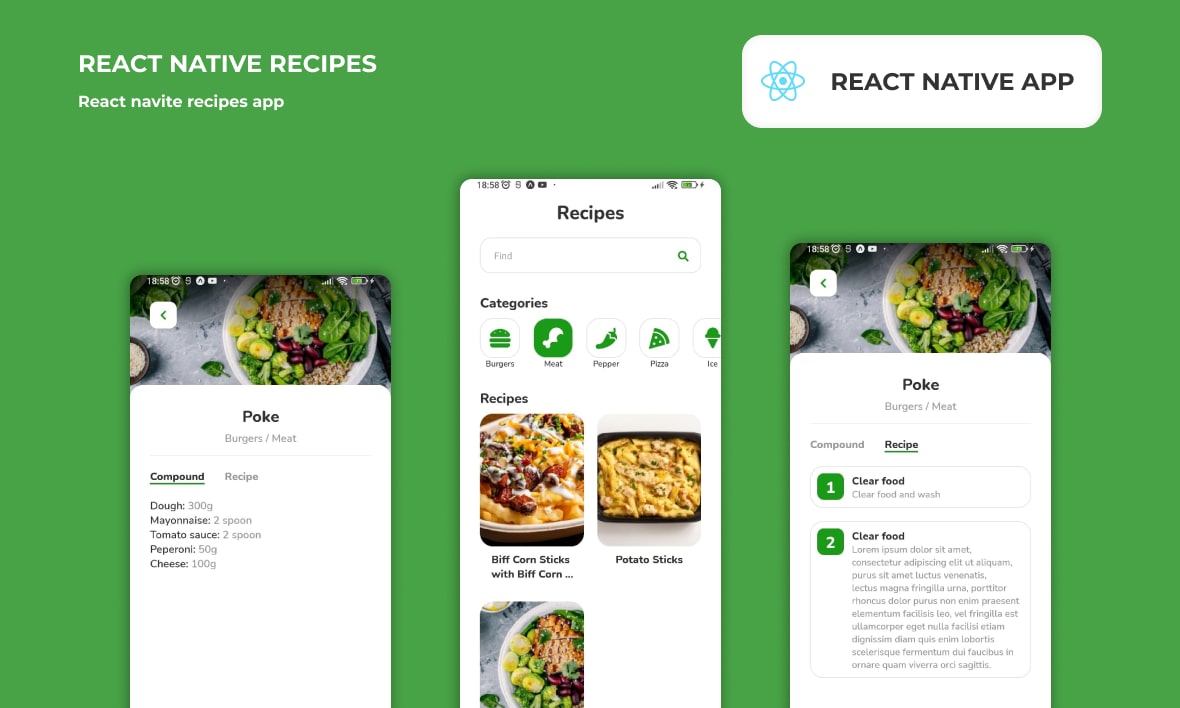 REACT NATIVE RECIPES
React navite recipes app
REACT NATIVE APP
18:58
Poke
Burgers / Meat
Compound Recipe
Dough: 300g
Mayonnaise: 2 spoon
Tomato sauce: 2 spoon
Peperoni: 50g
Cheese: 100g
18:58
Recipes
Find
Categories
Burgers Meat Pepper Pizza Ice
Recipes
Biff Corn Sticks
with Biff Corn ...
Potato Sticks
18:58
Poke
Burgers / Meat
Compound Recipe
1
Clear food
Clear food and wash
2
Clear food
Lorem ipsum dolor sit amet,
consectetur adipiscing elit ut aliquam,
purus sit amet luctus venenatis,
lectus magna fringilla urna, porttitor
rhoncus dolor purus non enim praesent
elementum facilisis leo, vel fringilla est
ullamcorper eget nulla facilisi etiam
dignissim diam quis enim lobortis
scelerisque fermentum dui faucibus in
ornare quam viverra orci sagittis.